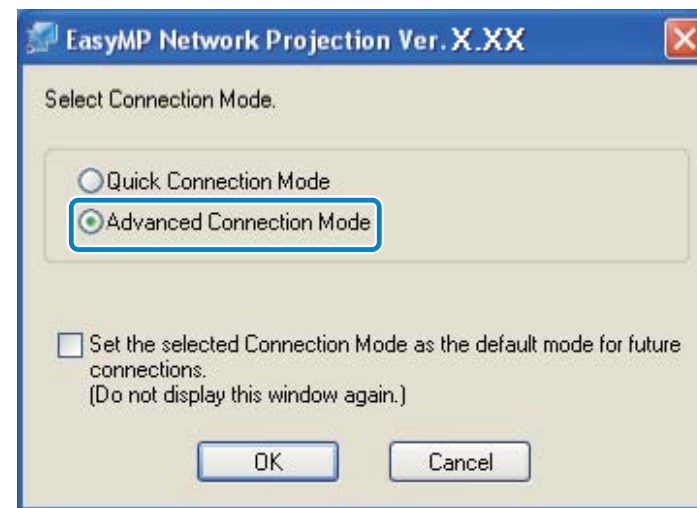 EasyMP Network Projection Ver. X.XX
Select Connection Mode.
Quick Connection Mode
Advanced Connection Mode
Set the selected Connection Mode as the default mode for future
connections.
(Do not display this window again.)
OK Cancel